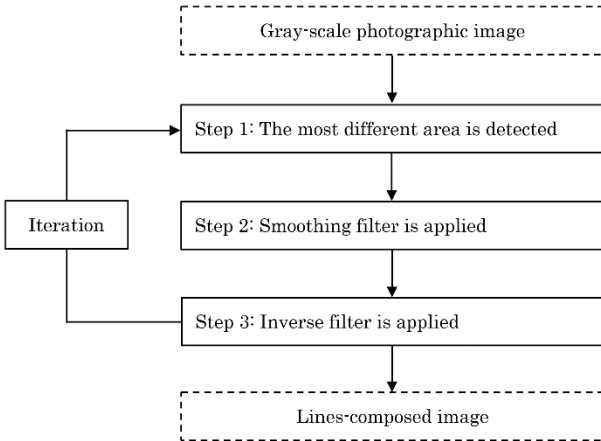 Gray-scale photographic image
Step 1: The most different area is detected
Step 2: Smoothing filter is applied
Iteration
Step 3: Inverse filter is applied
Lines-composed image